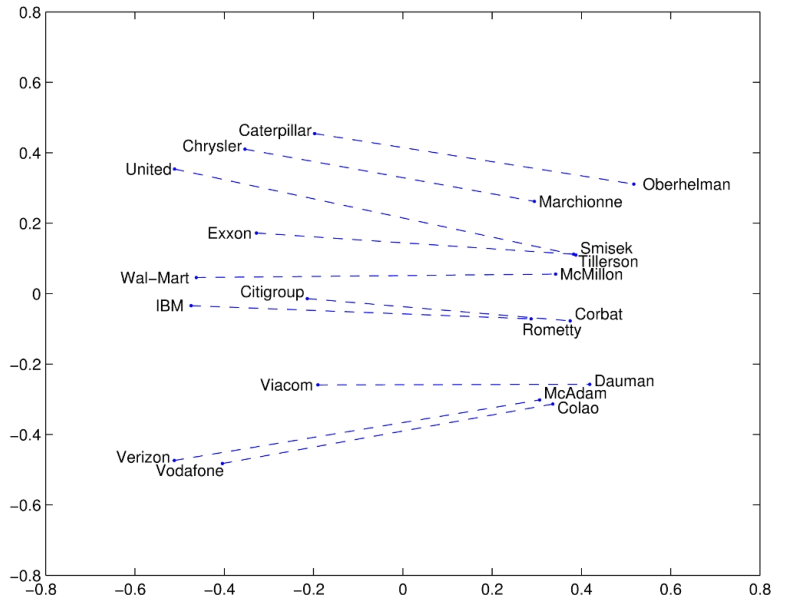 0.8
0.6
Caterpillar
Chrysler
0.4
United
Oberhelman
Marchionne
0.2
Exxon
Smisek
Tillerson
Wal−Mart
McMillon
Citigroup
0
IBM
Corbat
Rometty
−0.2
Viacom
Dauman
McAdam
Colao
−0.4
Verizon
Vodafone
−0.6
−0.8
−0.8 −0.6 −0.4 −0.2 0 0.2 0.4 0.6 0.8